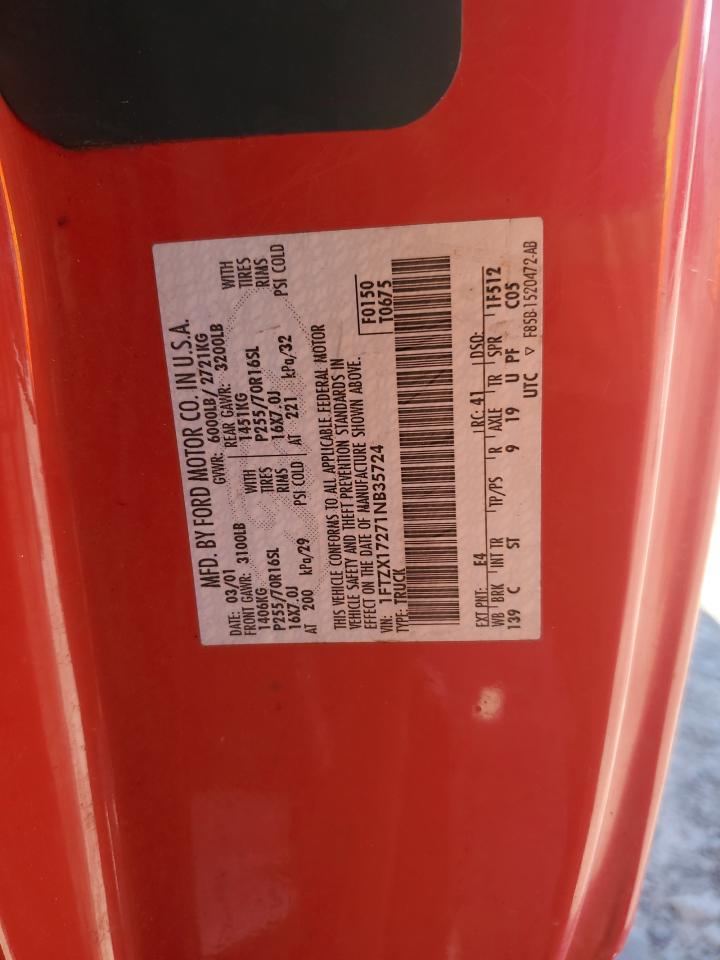 MFD. BY FORD MOTOR CO. IN U.S.A.
DATE: 03/01 GVWR: 6000LB/2721KG
FRONT GAWR: 3100LB REAR GAWR: 3200LB
1406KG WITH 1451KG WITH
P255/70R16SL TIRES P255/70R16SL TIRES
16X7.0J RIMS 16X7.0J RIMS
AT 200 kPa/29 PSI COLD AT 221 kPa/32 PSI COLD
THIS VEHICLE CONFORMS TO ALL APPLICABLE FEDERAL MOTOR
VEHICLE SAFETY AND THEFT PREVENTION STANDARDS IN
EFFECT ON THE DATE OF MANUFACTURE SHOWN ABOVE.
VIN: 1FTZX17271NB35724 F0150
TYPE: TRUCK T0675
EXT PNT: E4 RC: 41 DSO:
WB BRK INT TR TP/PS R AXLE TR SPR 1F512
139 C ST 9 19 U PF C05
UTC ▽ F85B-1520472-AB